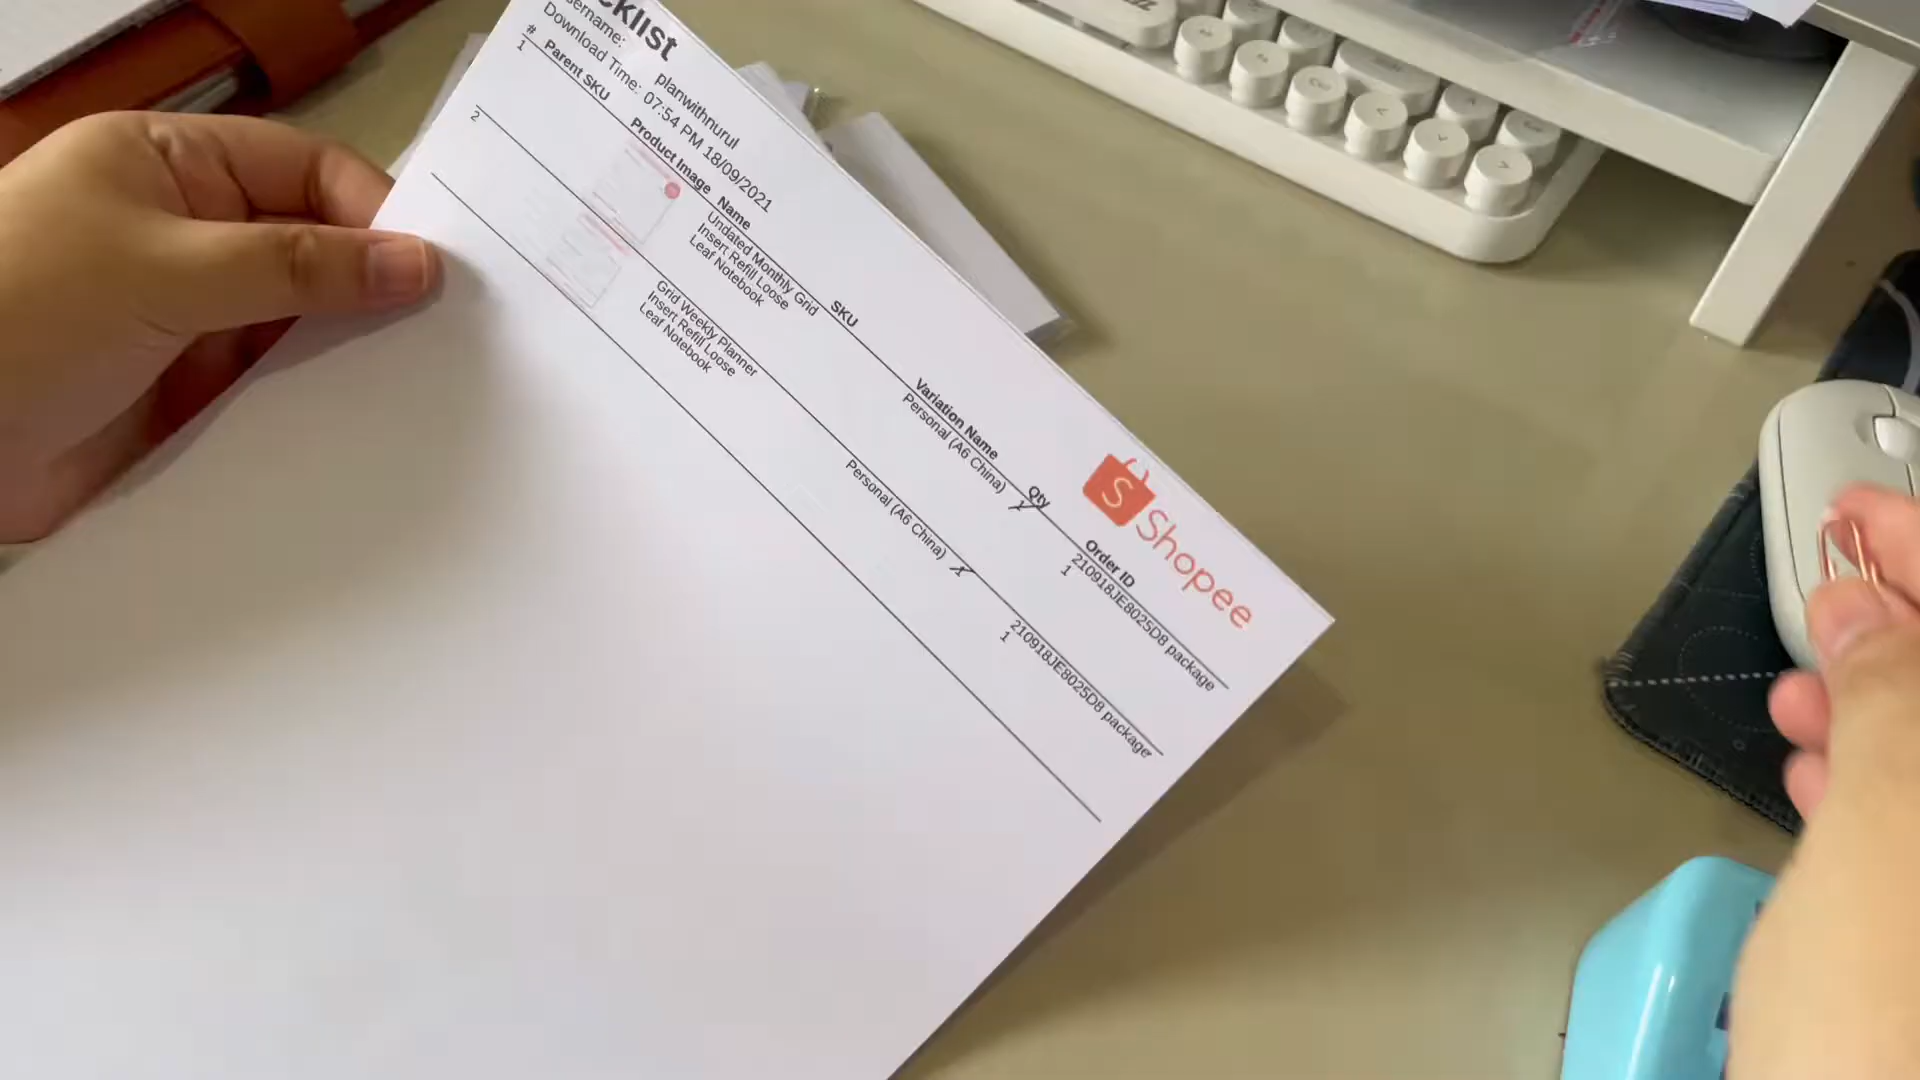 cklist
sername: planwithnurul
Download Time: 07:54 PM 18/09/2021
# Parent SKU Product Image Name SKU Variation Name Qty Order ID
1 Undated Monthly Grid Personal (A6 China) 1 210918JE8025D8 package
Insert Refill Loose 1
Leaf Notebook
2 Grid Weekly Planner Personal (A6 China) 1 210918JE8025D8 package
Insert Refill Loose 1
Leaf Notebook
Shopee